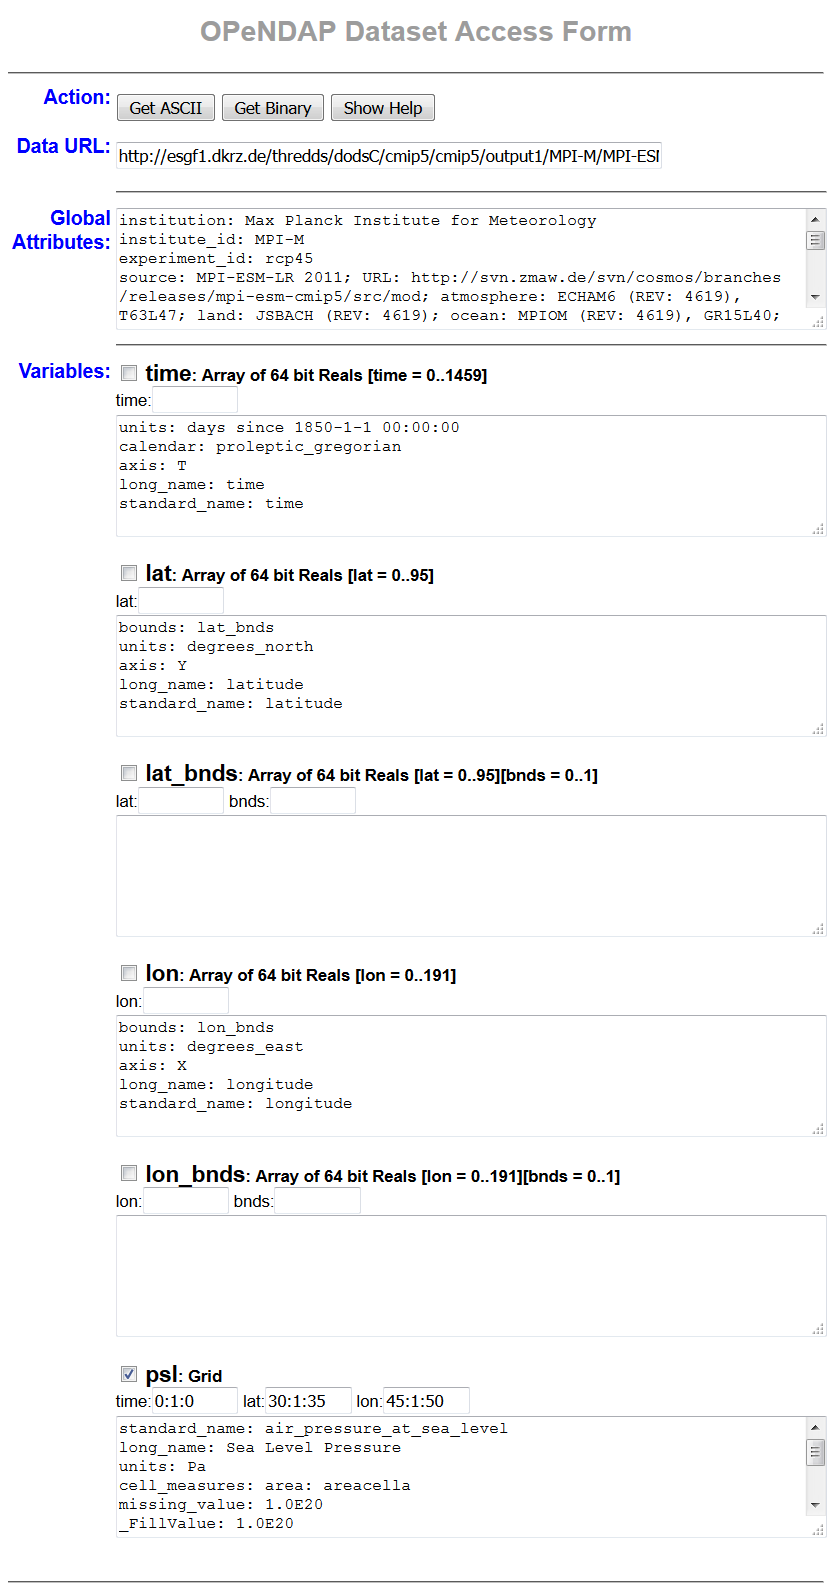 OPeNDAP Dataset Access Form
Action: Get ASCII Get Binary Show Help
Data URL: http://esgf1.dkrz.de/thredds/dodsC/cmip5/cmip5/output1/MPI-M/MPI-ESI
Global Attributes:
institution: Max Planck Institute for Meteorology
institute_id: MPI-M
experiment_id: rcp45
source: MPI-ESM-LR 2011; URL: http://svn.zmaw.de/svn/cosmos/branches
/releases/mpi-esm-cmip5/src/mod; atmosphere: ECHAM6 (REV: 4619),
T63L47; land: JSBACH (REV: 4619); ocean: MPIOM (REV: 4619), GR15L40;
Variables: time: Array of 64 bit Reals [time = 0..1459]
time:
units: days since 1850-1-1 00:00:00
calendar: proleptic_gregorian
axis: T
long_name: time
standard_name: time
lat: Array of 64 bit Reals [lat = 0..95]
lat:
bounds: lat_bnds
units: degrees_north
axis: Y
long_name: latitude
standard_name: latitude
lat_bnds: Array of 64 bit Reals [lat = 0..95][bnds = 0..1]
lat: bnds:
lon: Array of 64 bit Reals [lon = 0..191]
lon:
bounds: lon_bnds
units: degrees_east
axis: X
long_name: longitude
standard_name: longitude
lon_bnds: Array of 64 bit Reals [lon = 0..191][bnds = 0..1]
lon: bnds:
psl: Grid
time: 0:1:0 lat: 30:1:35 lon: 45:1:50
standard_name: air_pressure_at_sea_level
long_name: Sea Level Pressure
units: Pa
cell_measures: area: areacella
missing_value: 1.0E20
_FillValue: 1.0E20